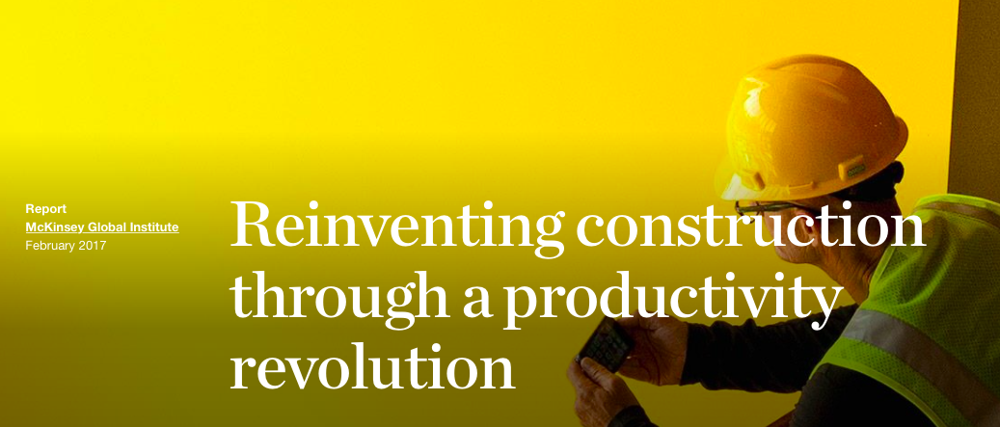 Report
McKinsey Global Institute
February 2017
Reinventing construction
through a productivity
revolution